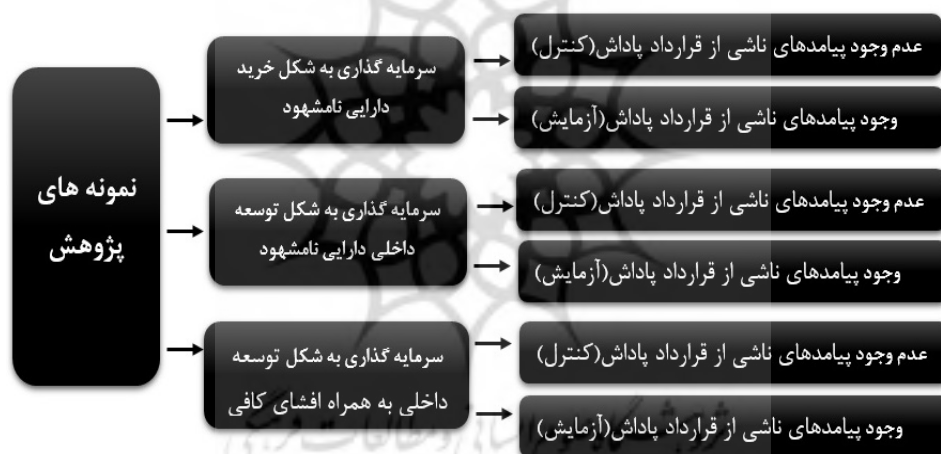 نمونه های
پژوهش
سرمایه گذاری به شکل خرید
دارایی نامشهود
عدم وجود پیامدهای ناشی از قرارداد پاداش(کنترل)
وجود پیامدهای ناشی از قرارداد پاداش(آزمایش)
سرمایه گذاری به شکل توسعه
داخلی دارایی نامشهود
عدم وجود پیامدهای ناشی از قرارداد پاداش(کنترل)
وجود پیامدهای ناشی از قرارداد پاداش(آزمایش)
سرمایه گذاری به شکل توسعه
داخلی به همراه افشای کافی
عدم وجود پیامدهای ناشی از قرارداد پاداش(کنترل)
وجود پیامدهای ناشی از قرارداد پاداش(آزمایش)